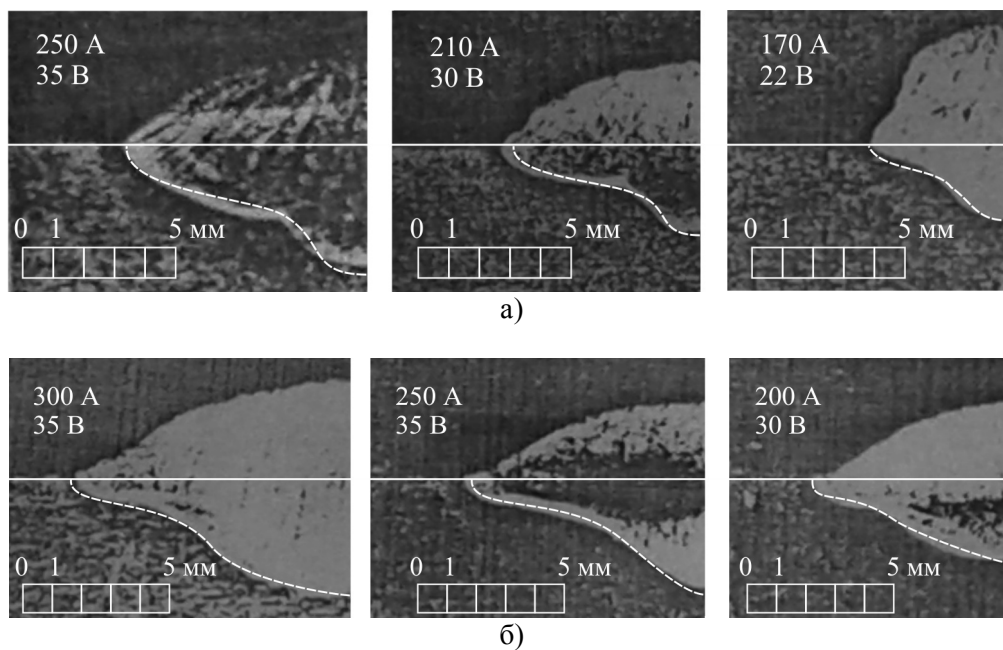 250 А
35 В
210 А
30 В
170 А
22 В
0 1 5 мм
0 1 5 мм
0 1 5 мм
а)
300 А
35 В
250 А
35 В
200 А
30 В
0 1 5 мм
0 1 5 мм
0 1 5 мм
б)